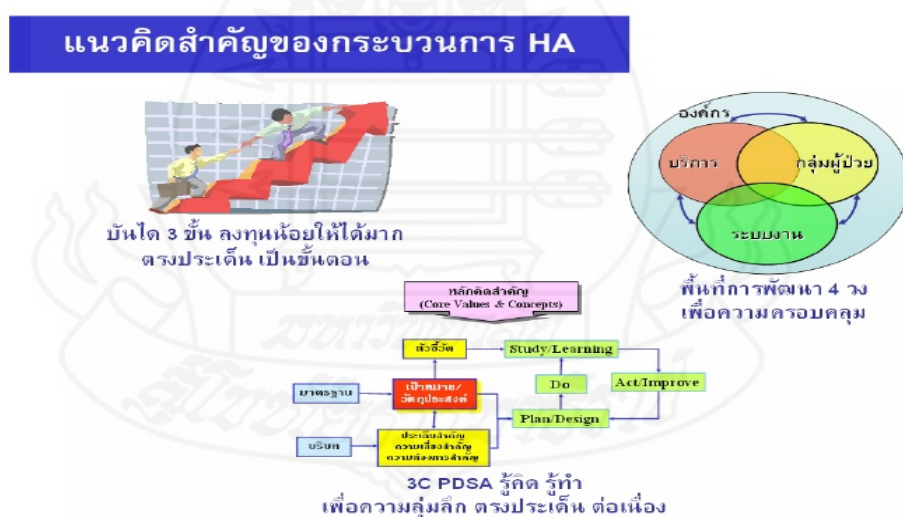 แนวคิดสำคัญของกระบวนการ HA
องค์กร
บริการ
กลุ่มผู้ป่วย
ระบบงาน
บันได 3 ขั้น ลงทุนน้อยให้ได้มาก
ตรงประเด็น เป็นขั้นตอน
พื้นที่การพัฒนา 4 วง
เพื่อความครอบคลุม
หลักคิดสำคัญ
(Core Values & Concepts)
ตัวชี้วัด
Study/Learning
มาตรฐาน
เป้าหมาย/
วัตถุประสงค์
Do
Act/Improve
Plan/Design
บริบท
ประเด็นสำคัญ
ความเสี่ยงสำคัญ
ความต้องการสำคัญ
3C PDSA รู้คิด รู้ทำ
เพื่อความลุ่มลึก ตรงประเด็น ต่อเนื่อง